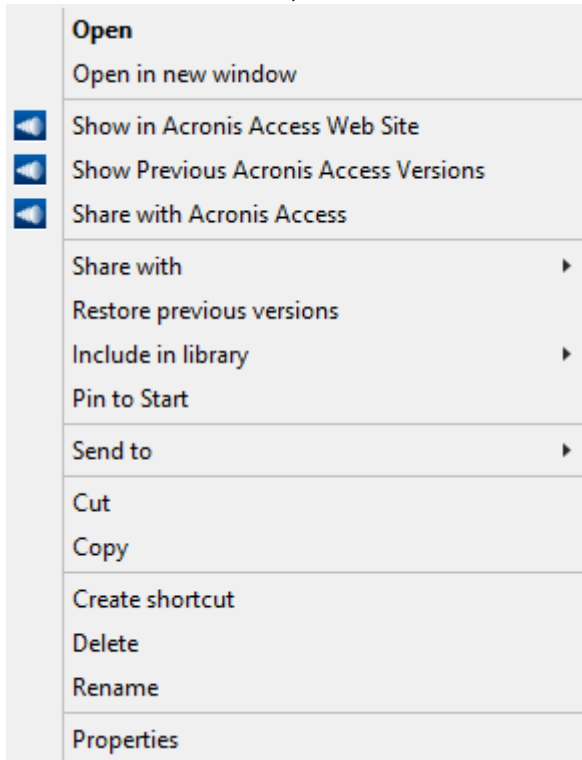 Open
Open in new window
Show in Acronis Access Web Site
Show Previous Acronis Access Versions
Share with Acronis Access
Share with
Restore previous versions
Include in library
Pin to Start
Send to
Cut
Copy
Create shortcut
Delete
Rename
Properties